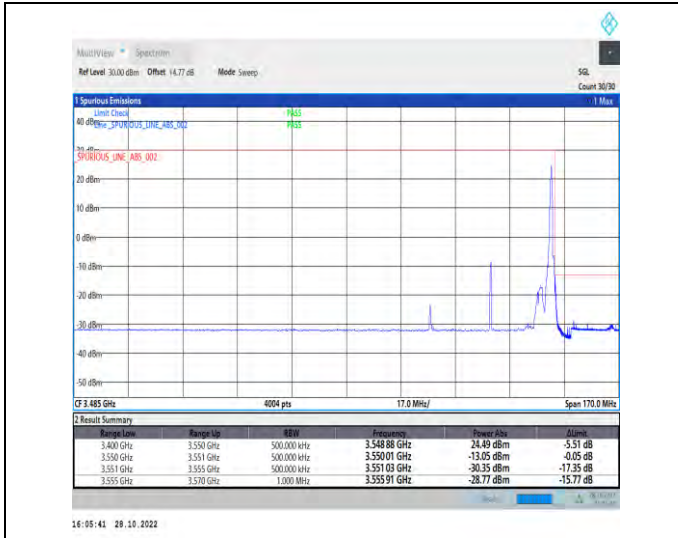 MultiView Spectrum
Ref Level 30.00 dBm Offset 14.77 dB Mode Sweep SGL
Count 30/30
1 Spurious Emissions 1 Max
Limit Check PASS
40 dBm
Line _SPURIOUS_LINE_ABS_002 PASS
30 dBm
_SPURIOUS_LINE_ABS_002
20 dBm
10 dBm
0 dBm
-10 dBm
-20 dBm
-30 dBm
-40 dBm
-50 dBm
CF 3.485 GHz 4004 pts 17.0 MHz/ Span 170.0 MHz
2 Result Summary
Range Low Range Up RBW Frequency Power Abs ΔLimit
3.400 GHz 3.550 GHz 500.000 kHz 3.548 88 GHz 24.49 dBm -5.51 dB
3.550 GHz 3.551 GHz 500.000 kHz 3.550 01 GHz -13.05 dBm -0.05 dB
3.551 GHz 3.555 GHz 500.000 kHz 3.551 03 GHz -30.35 dBm -17.35 dB
3.555 GHz 3.570 GHz 1.000 MHz 3.555 91 GHz -28.77 dBm -15.77 dB
16:05:41 28.10.2022